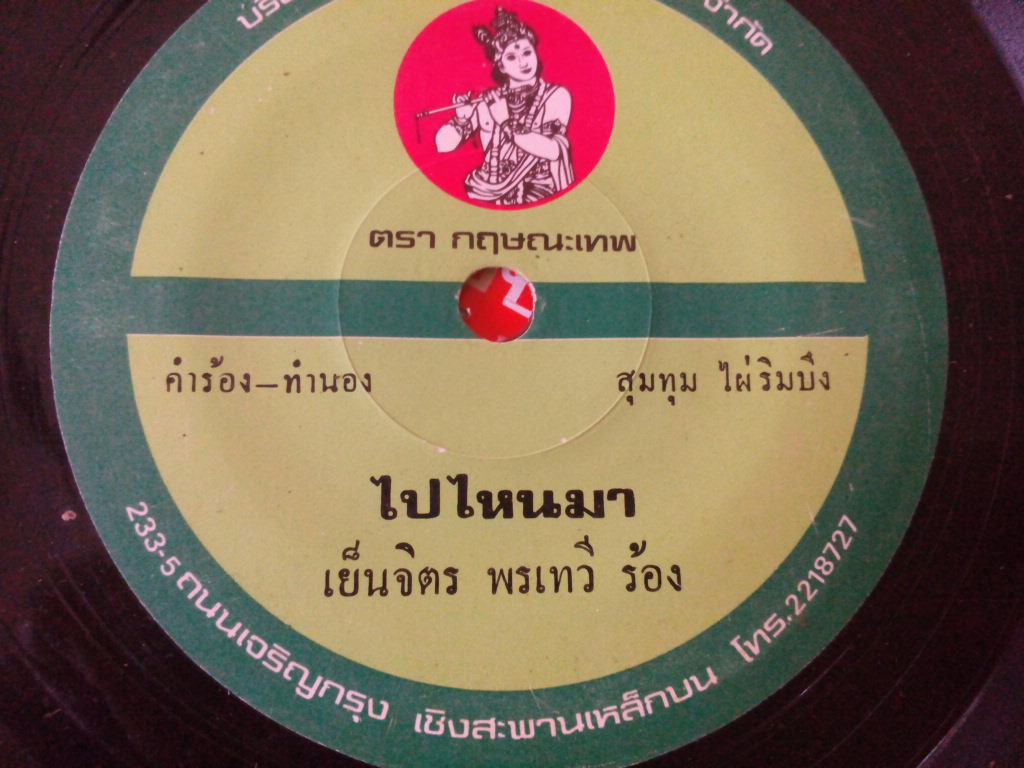 จำกัด
ตรา กฤษณะเทพ
คำร้อง—ทำนอง
สุมทุม ไผ่ริมบึง
ไปไหนมา
เย็นจิตร พรเทวี ร้อง
233-5 ถนนเจริญกรุง เชิงสะพานเหล็กบน โทร.2218727